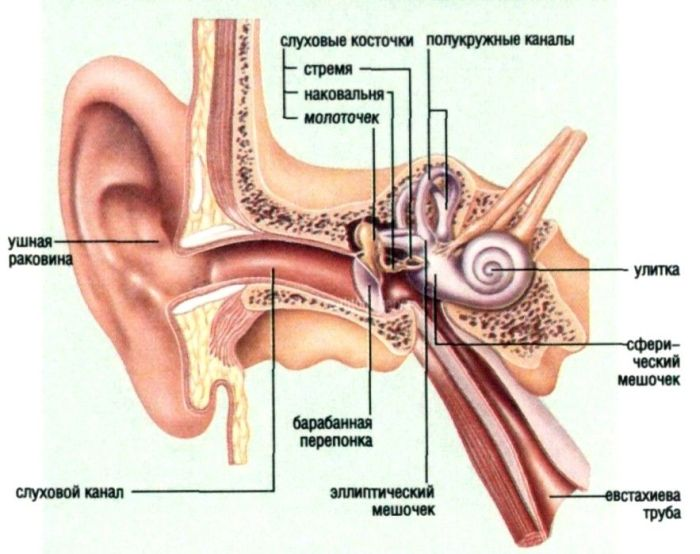 слуховые косточки
стремя
наковальня
молоточек
полукружные каналы
ушная
раковина
улитка
сфери-
ческий
мешочек
барабанная
перепонка
слуховой канал
эллиптический
мешочек
евстахиева
труба